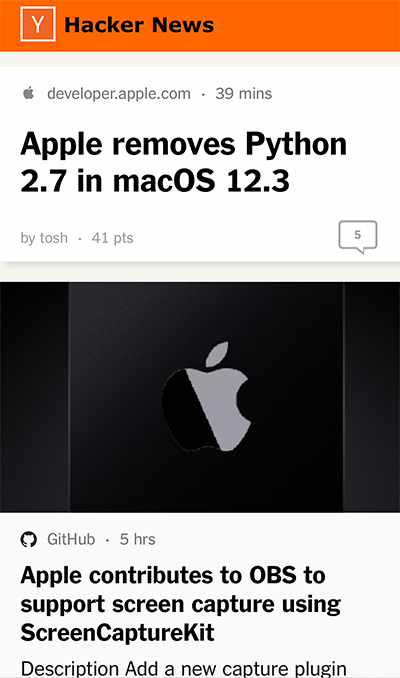 Y Hacker News
developer.apple.com · 39 mins
Apple removes Python
2.7 in macOS 12.3
by tosh · 41 pts
5
GitHub · 5 hrs
Apple contributes to OBS to
support screen capture using
ScreenCaptureKit
Description Add a new capture plugin